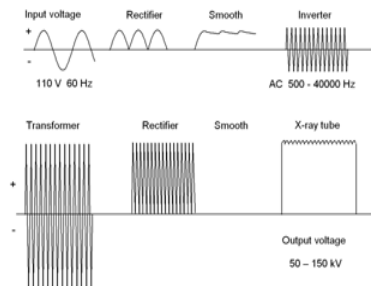 Input voltage Rectifier Smooth Inverter
+
-
110 V 60 Hz AC 500 - 40000 Hz
Transformer Rectifier Smooth X-ray tube
+
-
Output voltage
50 – 150 kV